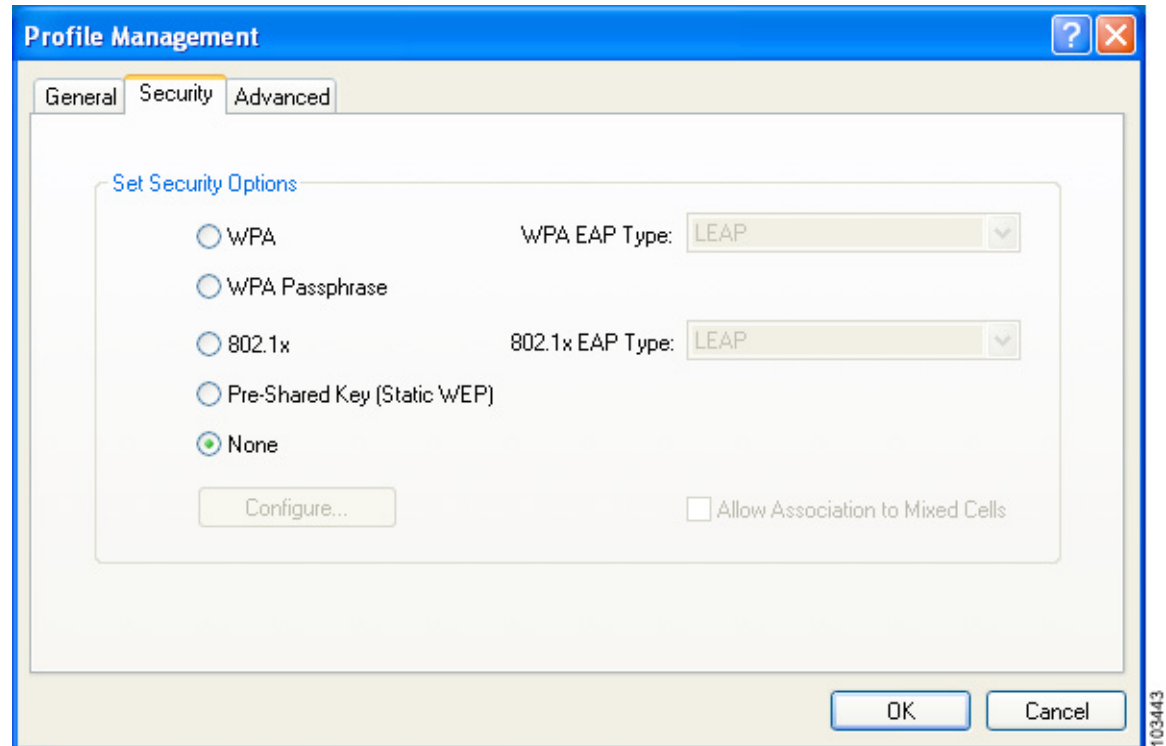 Profile Management
General Security Advanced
Set Security Options
WPA WPA EAP Type: LEAP
WPA Passphrase
802.1x 802.1x EAP Type: LEAP
Pre-Shared Key (Static WEP)
None
Configure... Allow Association to Mixed Cells
OK Cancel
103443